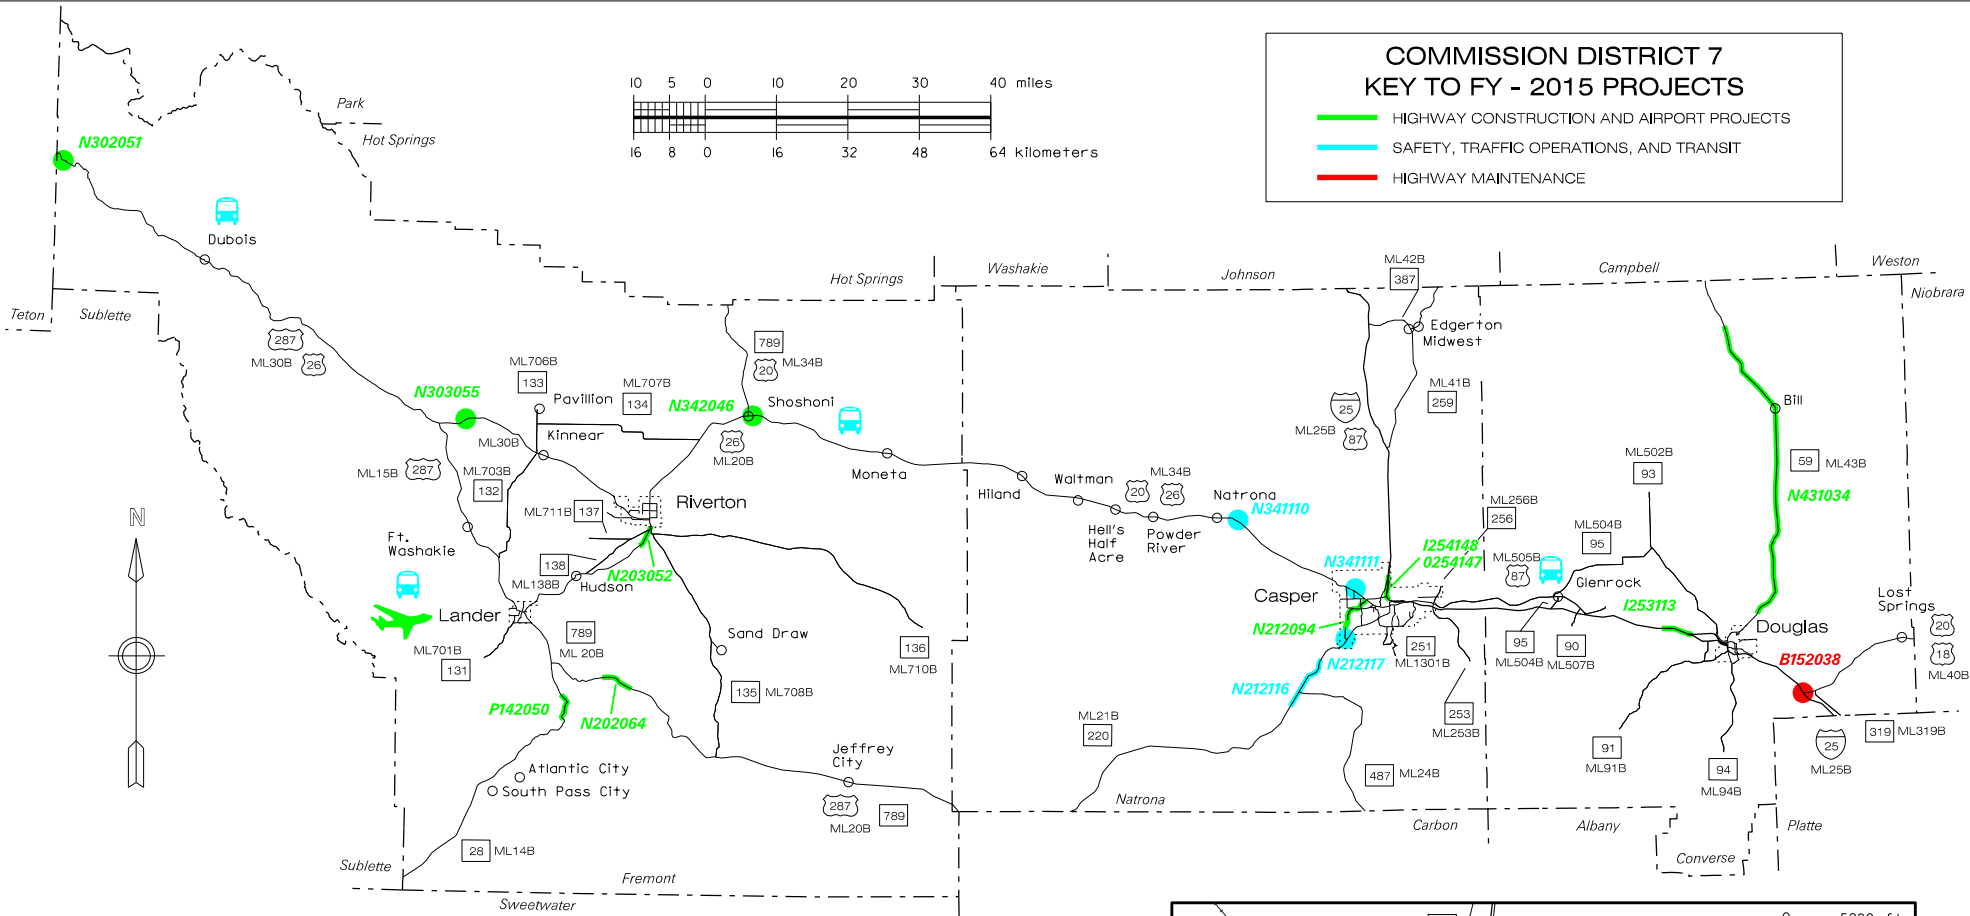 COMMISSION DISTRICT 7
KEY TO FY - 2015 PROJECTS
HIGHWAY CONSTRUCTION AND AIRPORT PROJECTS
SAFETY, TRAFFIC OPERATIONS, AND TRANSIT
HIGHWAY MAINTENANCE
10 5 0 10 20 30 40 miles
16 8 0 16 32 48 64 kilometers
Park
Hot Springs
N302051
Dubois
Teton
Sublette
287
ML30B
26
Hot Springs
Washakie
Johnson
Campbell
Weston
Niobrara
ML42B
387
Edgerton
Midwest
789
ML34B
20
ML706B
133
Pavillion
ML707B
134
N303055
N342046
Shoshoni
26
ML20B
ML30B
Kinnear
ML15B
287
ML703B
132
Moneta
Hiland
Waltman
ML34B
20
26
Hell's
Half
Acre
Powder
River
Natrona
N341110
25
ML25B
87
ML41B
259
Bill
59
ML43B
N431034
ML502B
93
ML256B
256
ML504B
95
ML505B
87
Glenrock
I253113
Lost
Springs
20
18
ML40B
Riverton
ML711B
137
N
Ft.
Washakie
138
ML138B
Hudson
N203052
Lander
ML701B
131
789
ML 20B
Sand Draw
136
ML710B
135
ML708B
P142050
N202064
Atlantic City
South Pass City
Jeffrey
City
287
ML20B
789
28
ML14B
Sublette
Fremont
Sweetwater
N341111
I254148
0254147
Casper
N212094
N212117
N212116
251
ML1301B
95
ML504B
90
ML507B
Douglas
B152038
ML21B
220
253
ML253B
487
ML24B
91
ML91B
94
ML94B
25
ML25B
319
ML319B
Natrona
Carbon
Albany
Converse
Platte